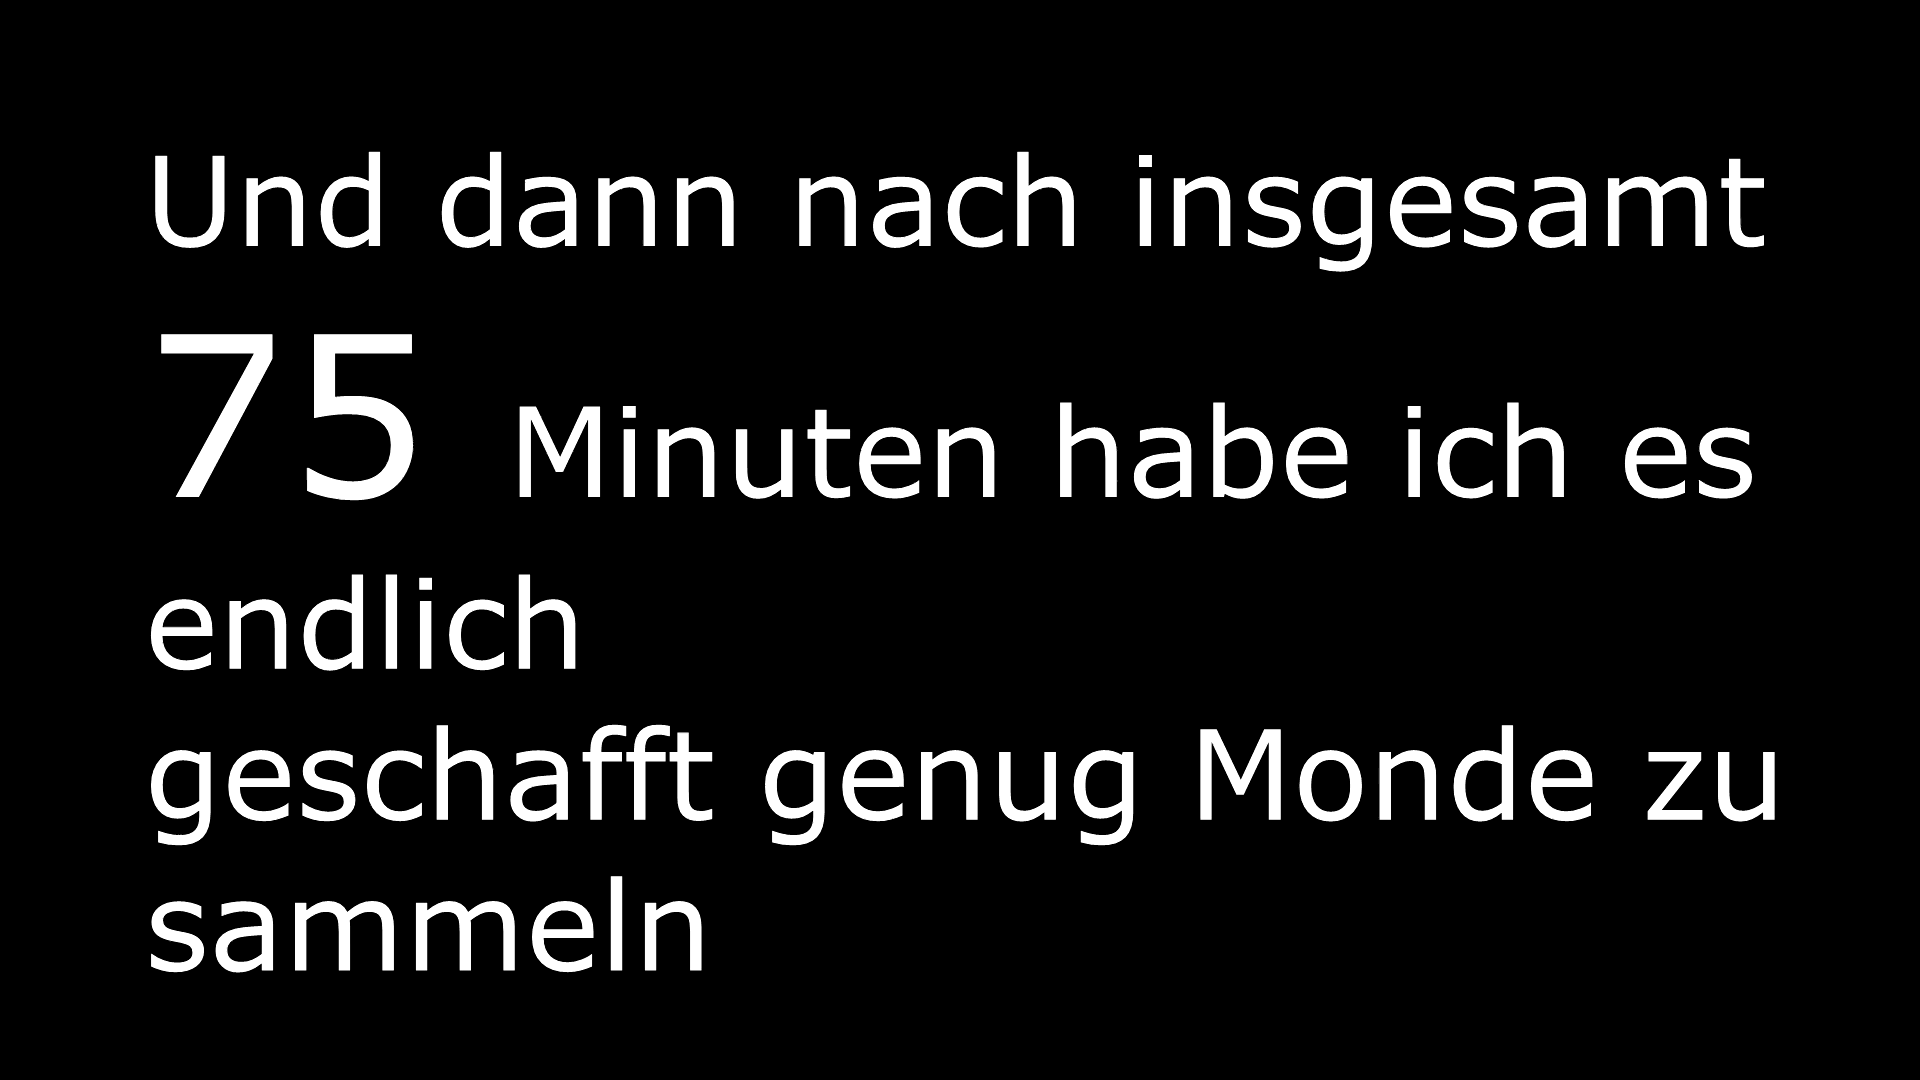 Und dann nach insgesamt
75 Minuten habe ich es
endlich
geschafft genug Monde zu
sammeln